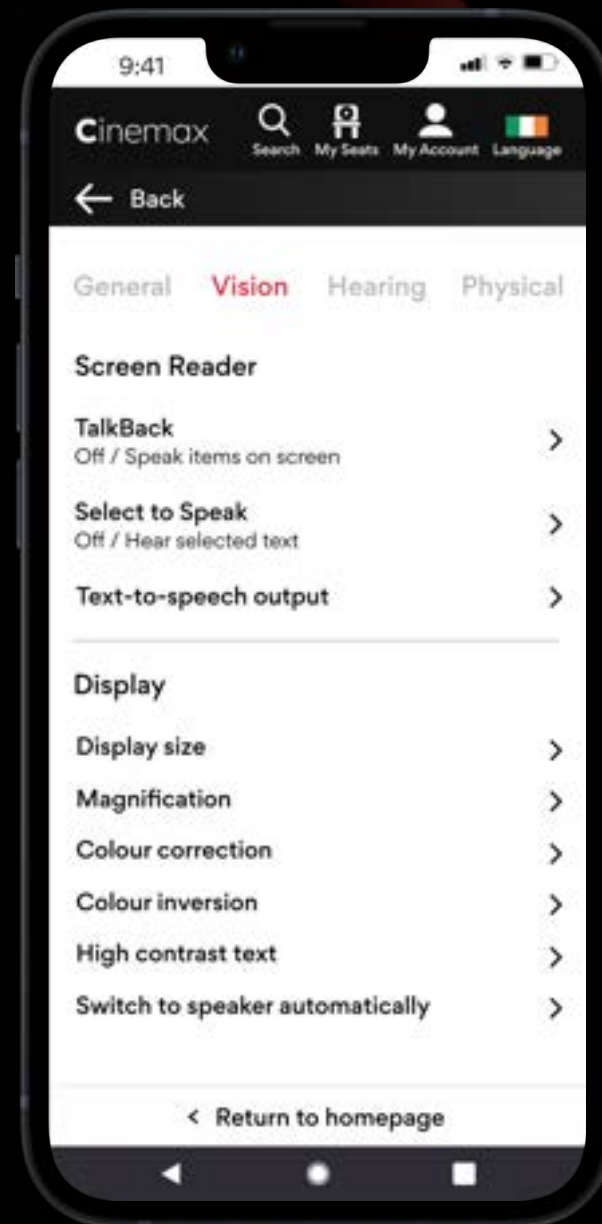 9:41
Cinemax
Search My Seats My Account Language
Back
General Vision Hearing Physical
Screen Reader
TalkBack
Off / Speak items on screen
Select to Speak
Off / Hear selected text
Text-to-speech output
Display
Display size
Magnification
Colour correction
Colour inversion
High contrast text
Switch to speaker automatically
< Return to homepage